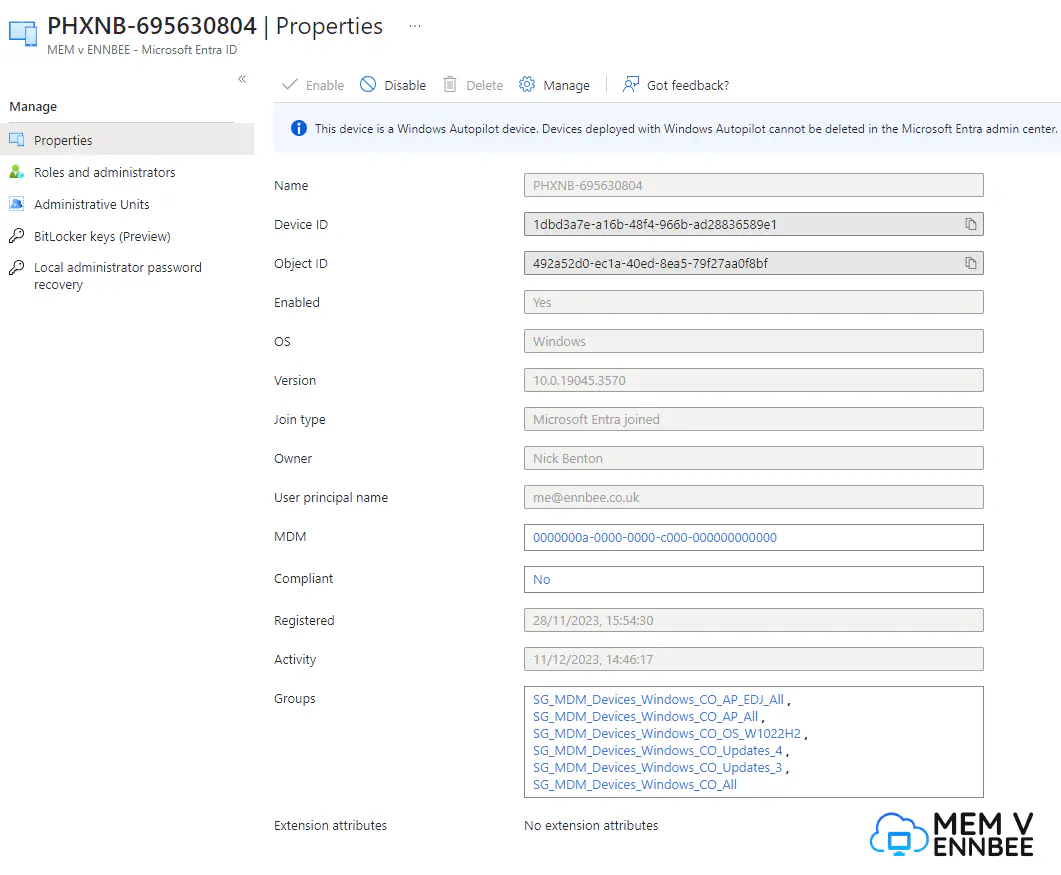 PHXNB-695630804 | Properties ...
MEM v ENNBEE - Microsoft Entra ID
«
Manage
Properties
Roles and administrators
Administrative Units
BitLocker keys (Preview)
Local administrator password
recovery
Enable Disable Delete Manage Got feedback?
This device is a Windows Autopilot device. Devices deployed with Windows Autopilot cannot be deleted in the Microsoft Entra admin center.
Name PHXNB-695630804
Device ID 1dbd3a7e-a16b-48f4-966b-ad28836589e1
Object ID 492a52d0-ec1a-40ed-8ea5-79f27aa0f8bf
Enabled Yes
OS Windows
Version 10.0.19045.3570
Join type Microsoft Entra joined
Owner Nick Benton
User principal name me@ennbee.co.uk
MDM 0000000a-0000-0000-c000-000000000000
Compliant No
Registered 28/11/2023, 15:54:30
Activity 11/12/2023, 14:46:17
Groups SG_MDM_Devices_Windows_CO_AP_EDJ_All ,
SG_MDM_Devices_Windows_CO_AP_All ,
SG_MDM_Devices_Windows_CO_OS_W1022H2 ,
SG_MDM_Devices_Windows_CO_Updates_4 ,
SG_MDM_Devices_Windows_CO_Updates_3 ,
SG_MDM_Devices_Windows_CO_All
Extension attributes No extension attributes
MEM V
ENNBEE